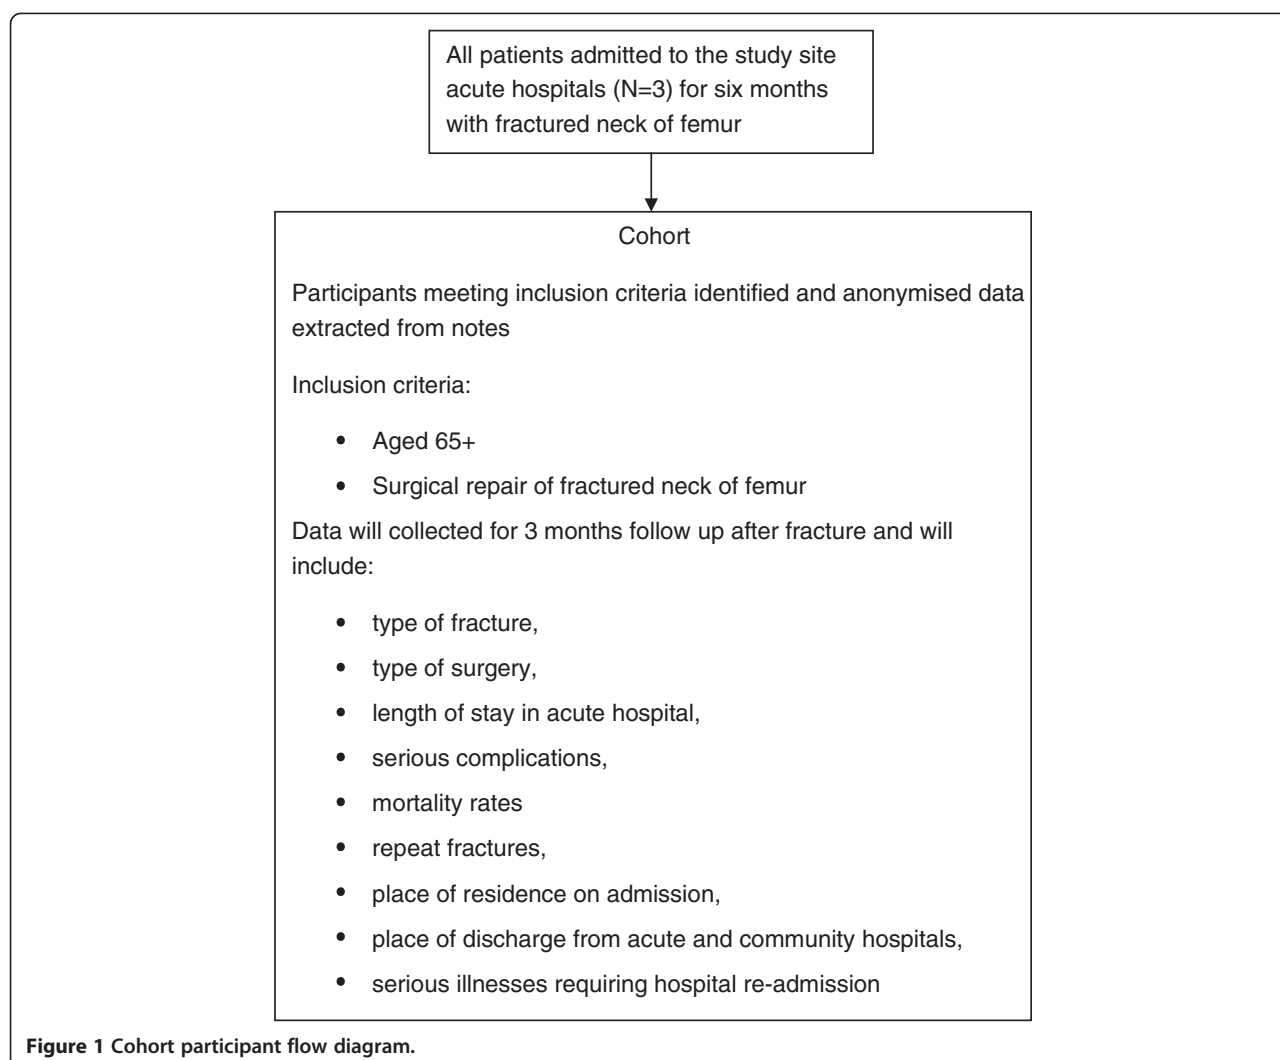 All patients admitted to the study site
acute hospitals (N=3) for six months
with fractured neck of femur
Cohort
Participants meeting inclusion criteria identified and anonymised data
extracted from notes
Inclusion criteria:
• Aged 65+
• Surgical repair of fractured neck of femur
Data will collected for 3 months follow up after fracture and will
include:
• type of fracture,
• type of surgery,
• length of stay in acute hospital,
• serious complications,
• mortality rates
• repeat fractures,
• place of residence on admission,
• place of discharge from acute and community hospitals,
• serious illnesses requiring hospital re-admission
Figure 1 Cohort participant flow diagram.